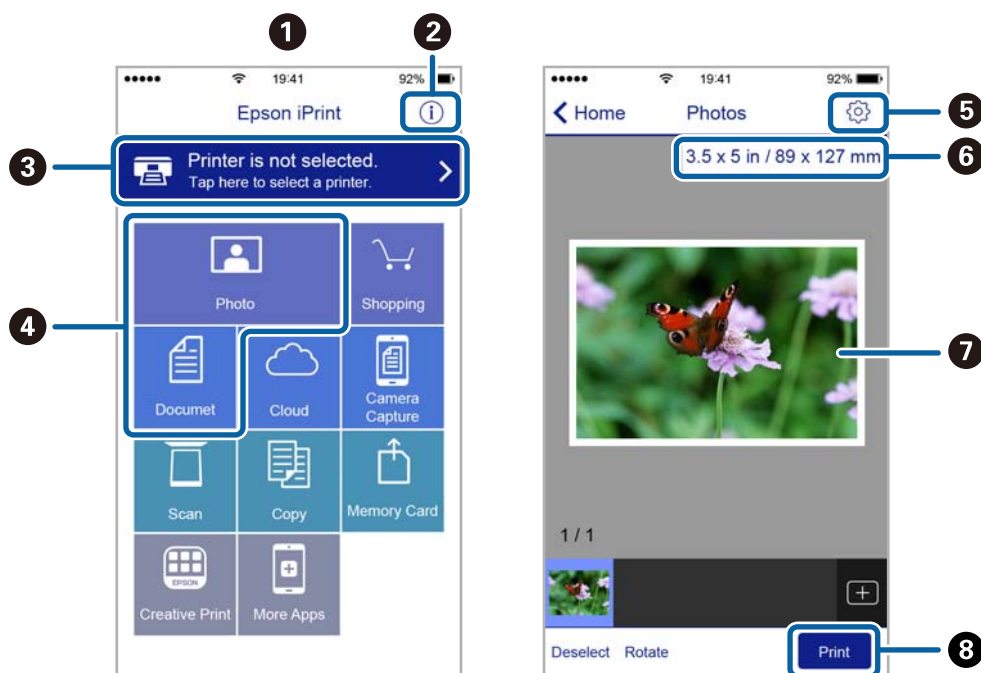 1
2
19:41
92%
Epson iPrint
i
3
Printer is not selected.
Tap here to select a printer.
4
Photo
Shopping
Documet
Cloud
Camera
Capture
Scan
Copy
Memory Card
EPSON
Creative Print
More Apps
19:41
92%
Home
Photos
5
3.5 x 5 in / 89 x 127 mm
6
7
1 / 1
Deselect
Rotate
Print
8